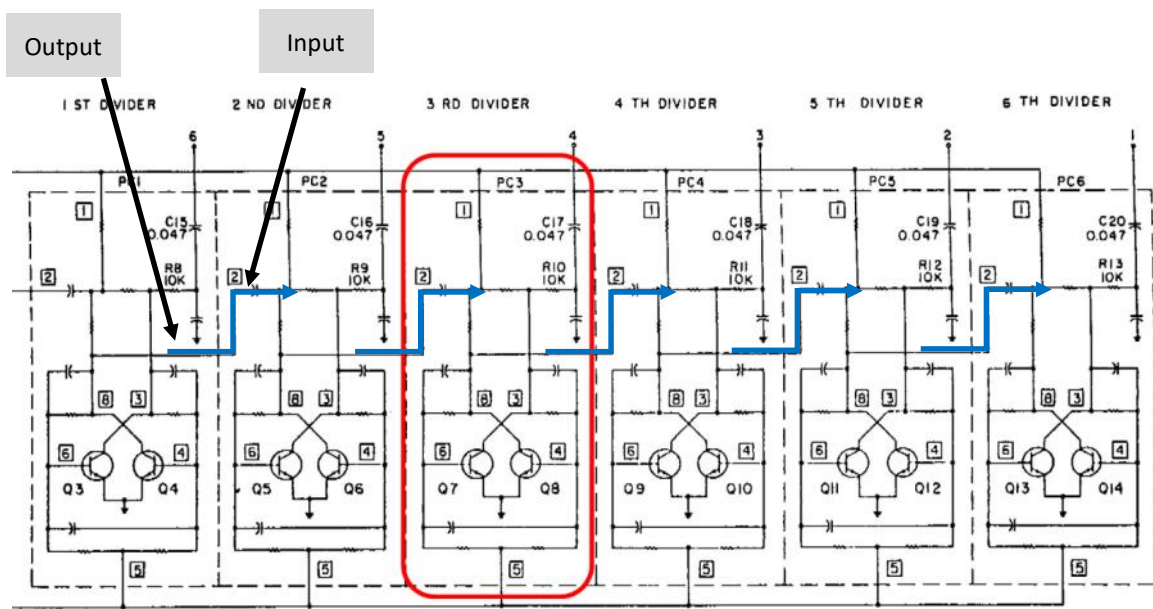 Output
Input
1 ST DIVIDER
2 ND DIVIDER
3 RD DIVIDER
4 TH DIVIDER
5 TH DIVIDER
6 TH DIVIDER
6
5
4
3
2
1
PC1
PC2
PC3
PC4
PC5
PC6
1
1
1
1
1
1
C15
0.047
C16
0.047
C17
0.047
C18
0.047
C19
0.047
C20
0.047
2
2
2
2
2
2
R8
10K
R9
10K
R10
10K
R11
10K
R12
10K
R13
10K
8
3
8
3
8
3
8
3
8
3
8
3
6
4
6
4
6
4
6
4
6
4
6
4
Q3
Q4
Q5
Q6
Q7
Q8
Q9
Q10
Q11
Q12
Q13
Q14
5
5
5
5
5
5